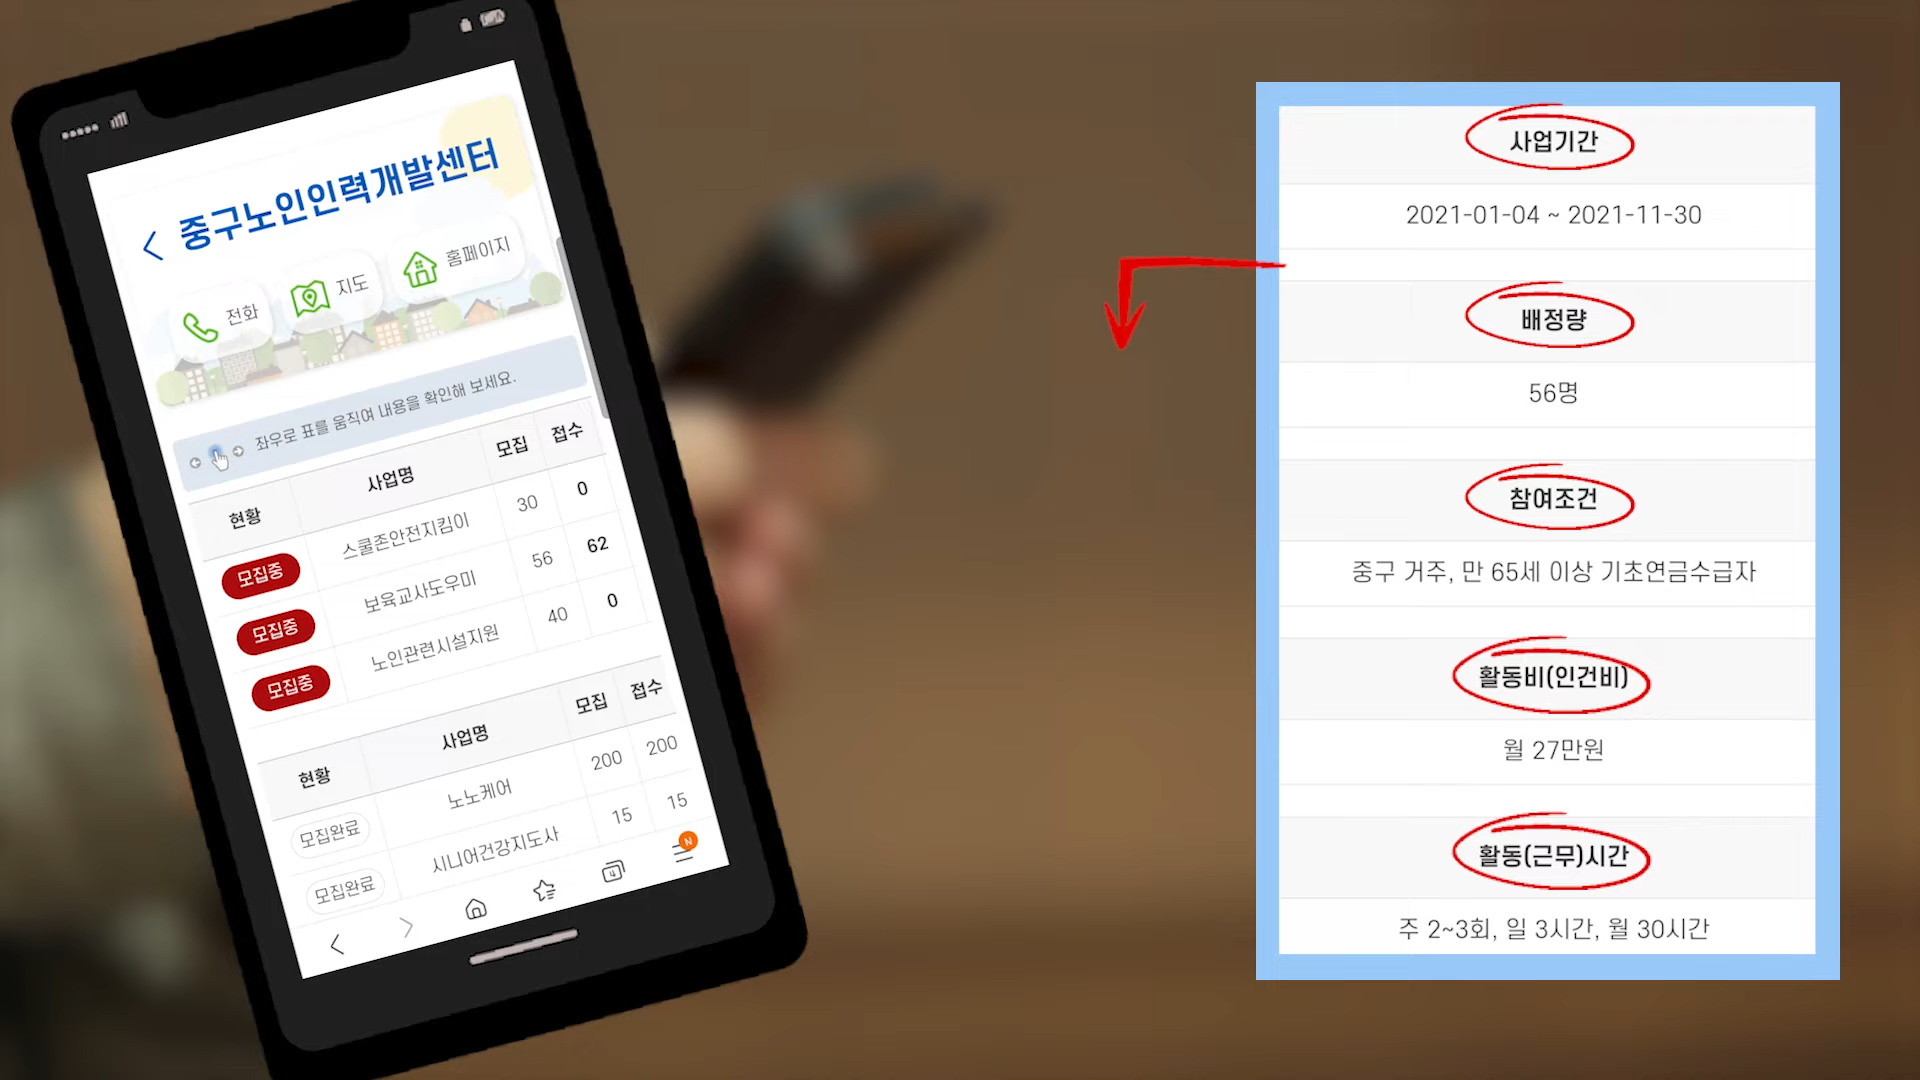 중구노인인력개발센터
전화
지도
홈페이지
좌우로 표를 움직여 내용을 확인해 보세요.
현황 사업명 모집 접수
모집중 스쿨존안전지킴이 30 0
모집중 보육교사도우미 56 62
모집중 노인관련시설지원 40 0
현황 사업명 모집 접수
모집완료 노노케어 200 200
모집완료 시니어건강지도사 15 15
4
N
사업기간
2021-01-04 ~ 2021-11-30
배정량
56명
참여조건
중구 거주, 만 65세 이상 기초연금수급자
활동비(인건비)
월 27만원
활동(근무)시간
주 2~3회, 일 3시간, 월 30시간